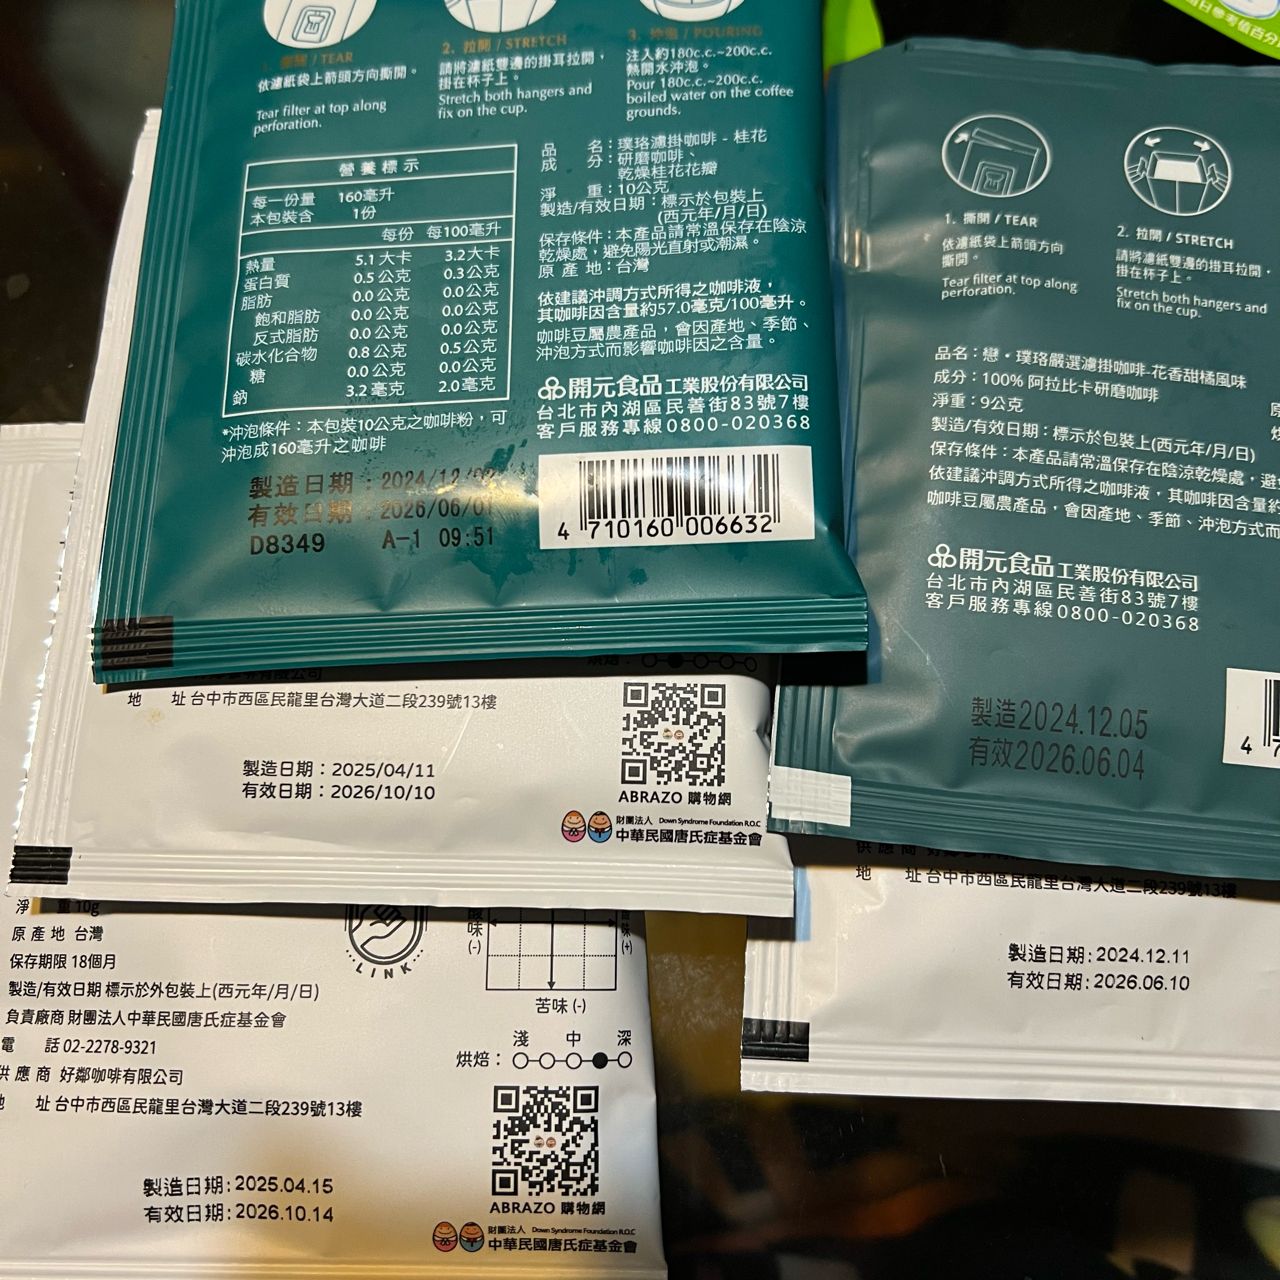 1. 撕開 / TEAR
依濾紙袋上箭頭方向撕開。
Tear filter at top along
perforation.
2. 拉開 / STRETCH
請將濾紙雙邊的掛耳拉開，
掛在杯子上。
Stretch both hangers and
fix on the cup.
3. 沖泡 / POURING
注入約180c.c.~200c.c.
熱開水沖泡。
Pour 180c.c.~200c.c.
boiled water on the coffee
grounds.
營養標示
每一份量 160毫升
本包裝含 1份
每份 每100毫升
熱量 5.1大卡 3.2大卡
蛋白質 0.5公克 0.3公克
脂肪 0.0公克 0.0公克
飽和脂肪 0.0公克 0.0公克
反式脂肪 0.0公克 0.0公克
碳水化合物 0.8公克 0.5公克
糖 0.0公克 0.0公克
鈉 3.2毫克 2.0毫克
*沖泡條件：本包裝10公克之咖啡粉，可
沖泡成160毫升之咖啡
製造日期：2024/12/02
有效日期 2026/06/01
D8349 A-1 09:51
品名：璞珞濾掛咖啡 - 桂花
成分：研磨咖啡、
乾燥桂花花瓣
淨重：10公克
製造/有效日期：標示於包裝上
(西元年/月/日)
保存條件：本產品請常溫保存在陰涼
乾燥處，避免陽光直射或潮濕。
原產地：台灣
依建議沖調方式所得之咖啡液，
其咖啡因含量約57.0毫克/100毫升。
咖啡豆屬農產品，會因產地、季節、
沖泡方式而影響咖啡因之含量。
開元食品工業股份有限公司
台北市內湖區民善街83號7樓
客戶服務專線0800-020368
4 710160 006632
日參考值百分
1. 撕開 / TEAR
依濾紙袋上箭頭方向
撕開。
Tear filter at top along
perforation.
2. 拉開 / STRETCH
請將濾紙雙邊的掛耳拉開，
掛在杯子上。
Stretch both hangers and
fix on the cup.
品名：戀・璞珞嚴選濾掛咖啡-花香甜橘風味
成分：100% 阿拉比卡研磨咖啡
淨重：9公克
製造/有效日期：標示於包裝上(西元年/月/日)
保存條件：本產品請常溫保存在陰涼乾燥處，避
依建議沖調方式所得之咖啡液，其咖啡因含量約
咖啡豆屬農產品，會因產地、季節、沖泡方式而
開元食品工業股份有限公司
台北市內湖區民善街83號7樓
客戶服務專線0800-020368
製造2024.12.05
有效2026.06.04
4 7
烘焙：
地 址 台中市西區民龍里台灣大道二段239號13樓
製造日期：2025/04/11
有效日期：2026/10/10
ABRAZO 購物網
財團法人 Down Syndrome Foundation R.O.C
中華民國唐氏症基金會
供應商
地 址 台中市西區民龍里台灣大道二段239號13樓
製造日期：2024.12.11
有效日期：2026.06.10
淨 重 10g
原產地 台灣
保存期限 18個月
製造/有效日期 標示於外包裝上(西元年/月/日)
負責廠商 財團法人中華民國唐氏症基金會
電 話 02-2278-9321
供應商 好鄰咖啡有限公司
址 台中市西區民龍里台灣大道二段239號13樓
LINK
酸味(-)
味(+)
苦味 (-)
淺 中 深
烘焙：
製造日期：2025.04.15
有效日期：2026.10.14
ABRAZO 購物網
財團法人 Down Syndrome Foundation R.O.C
中華民國唐氏症基金會